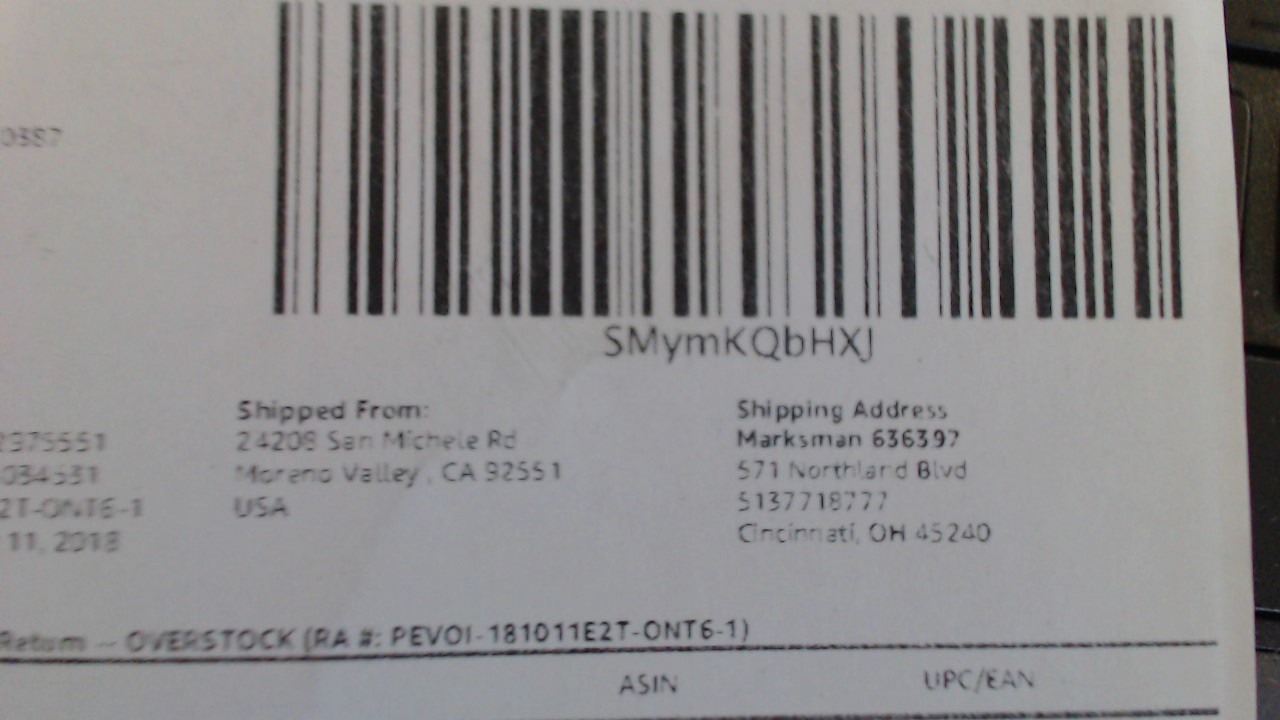 0387
SMymKQbHXJ
Shipped From:
24208 San Michele Rd
Moreno Valley , CA 92551
USA
Shipping Address
Marksman 636397
571 Northland Blvd
5137718777
Cincinnati, OH 45240
2375551
034531
2T-ONT6-1
11, 2018
Return -- OVERSTOCK (RA #: PEVOI-181011E2T-ONT6-1)
ASIN UPC/EAN